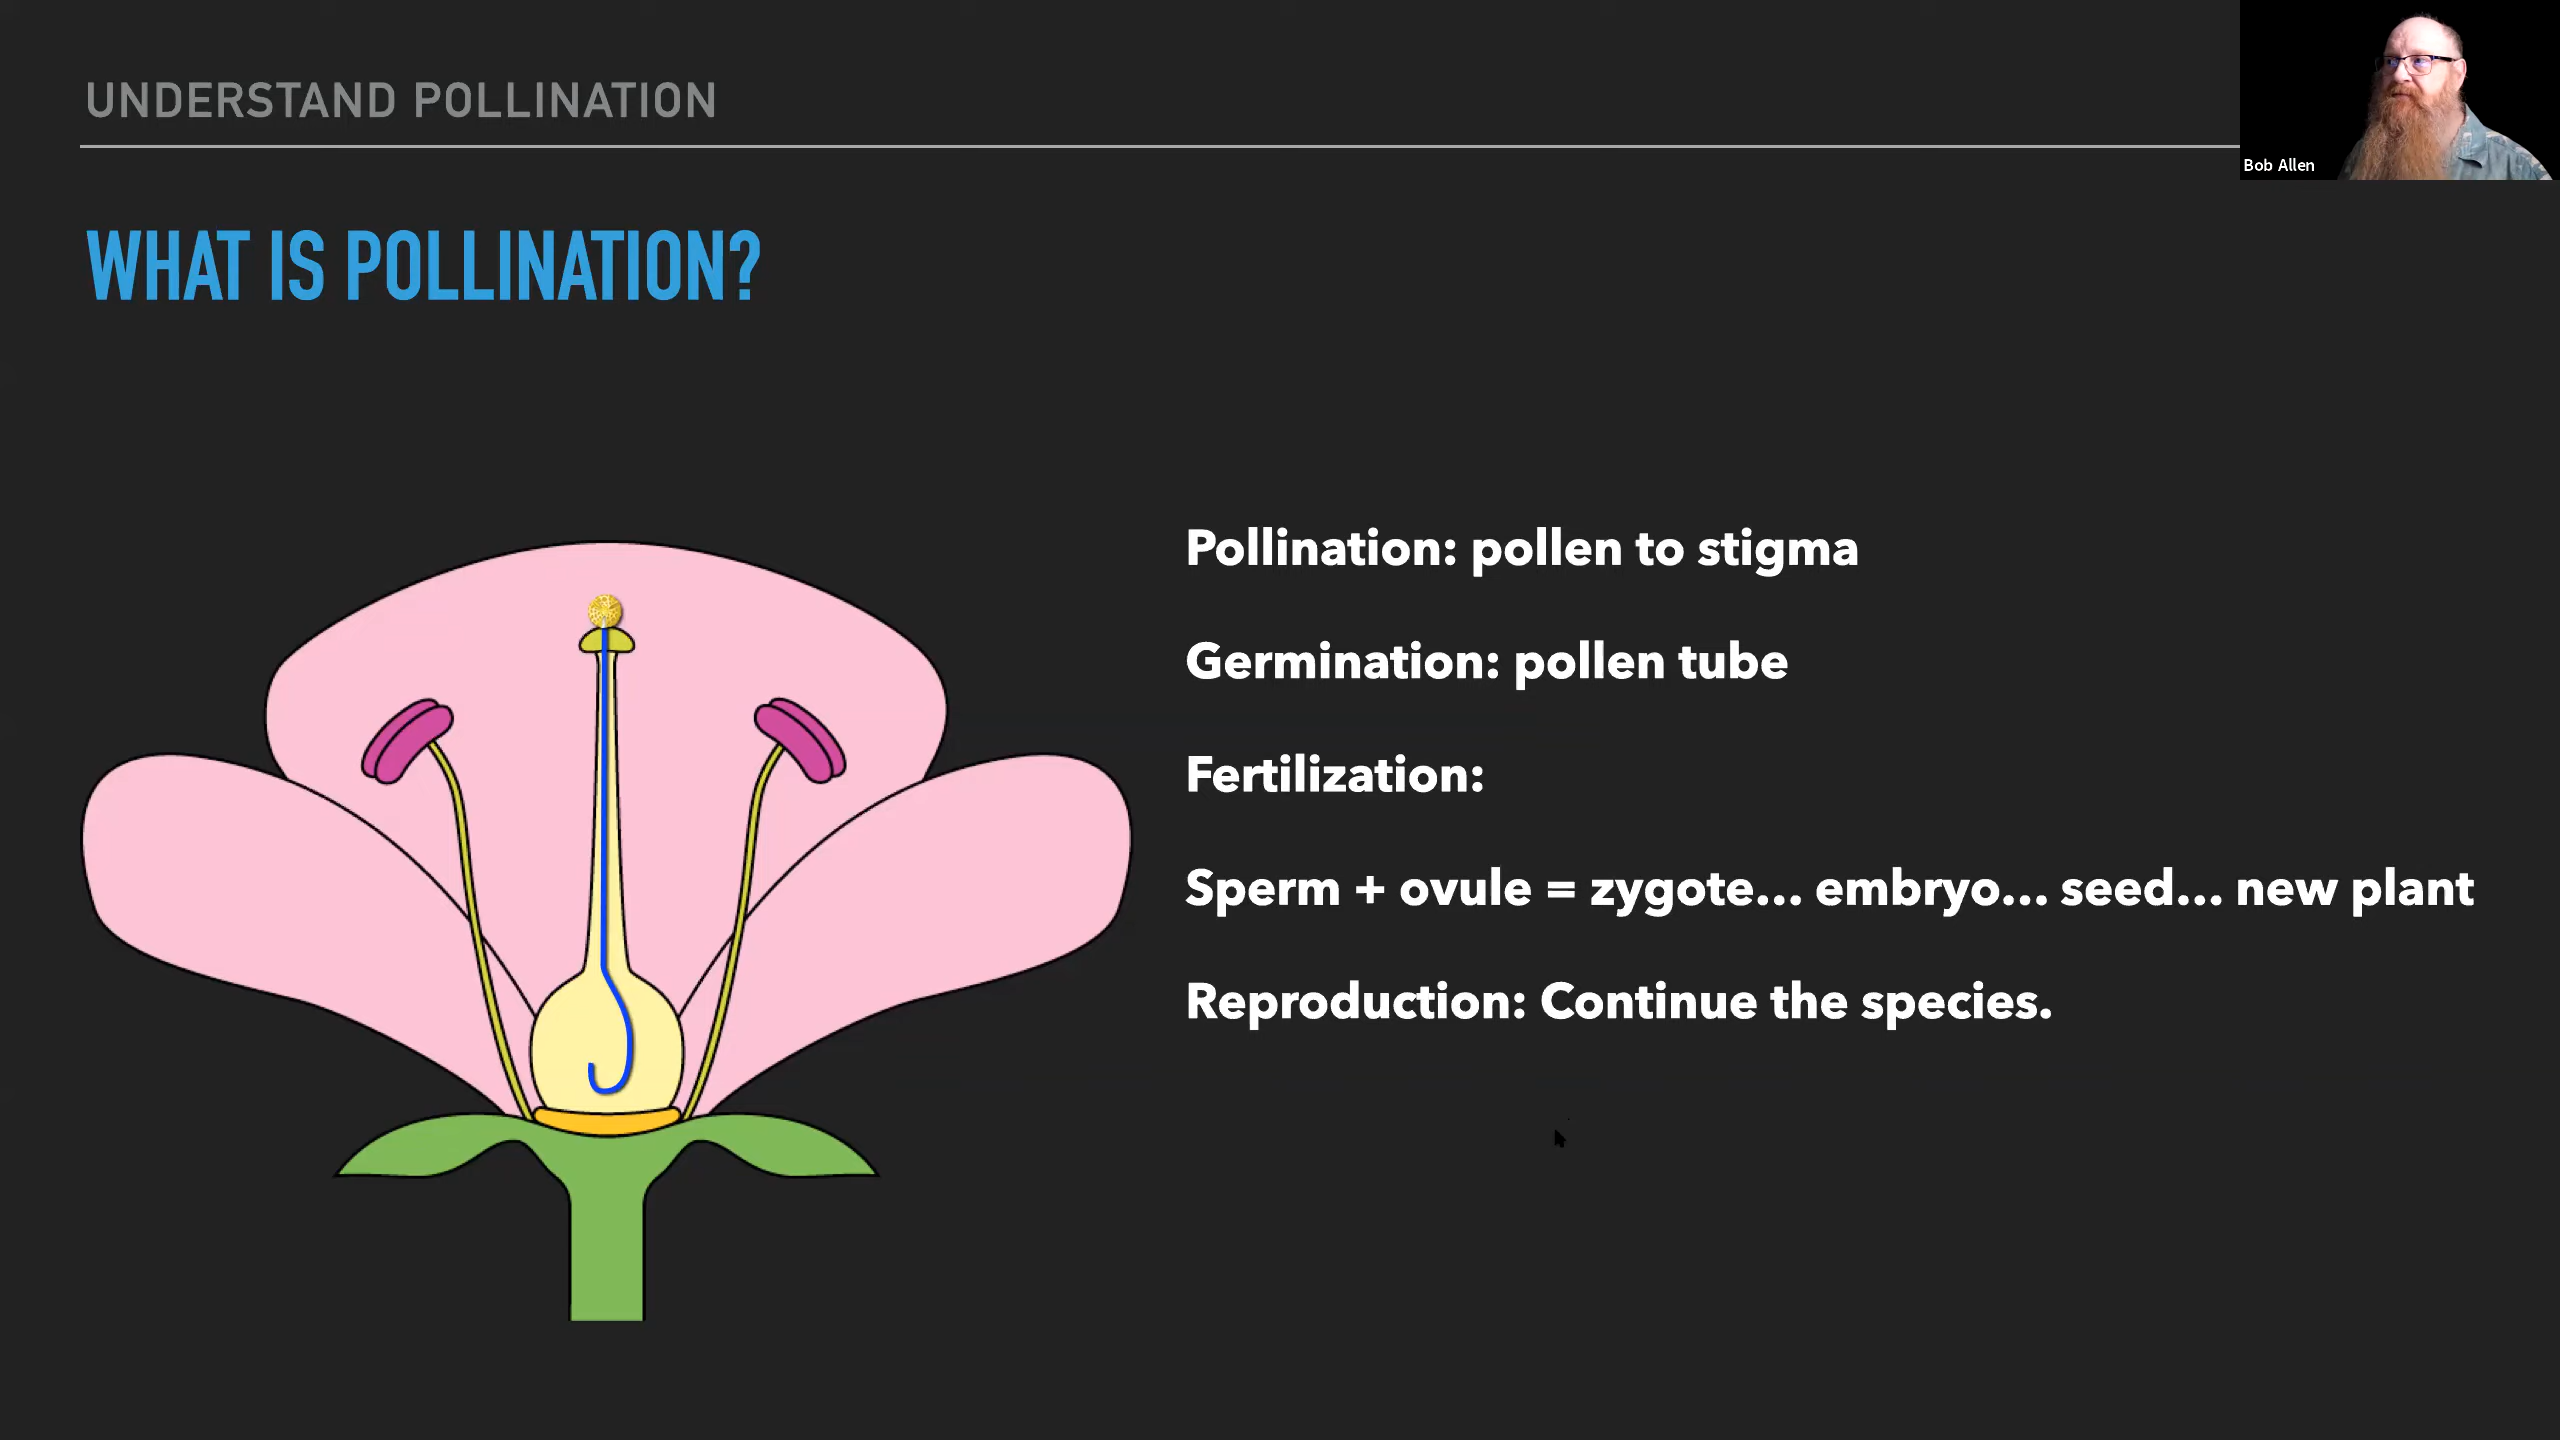 UNDERSTAND POLLINATION
Bob Allen
WHAT IS POLLINATION?
Pollination: pollen to stigma
Germination: pollen tube
Fertilization:
Sperm + ovule = zygote... embryo... seed... new plant
Reproduction: Continue the species.